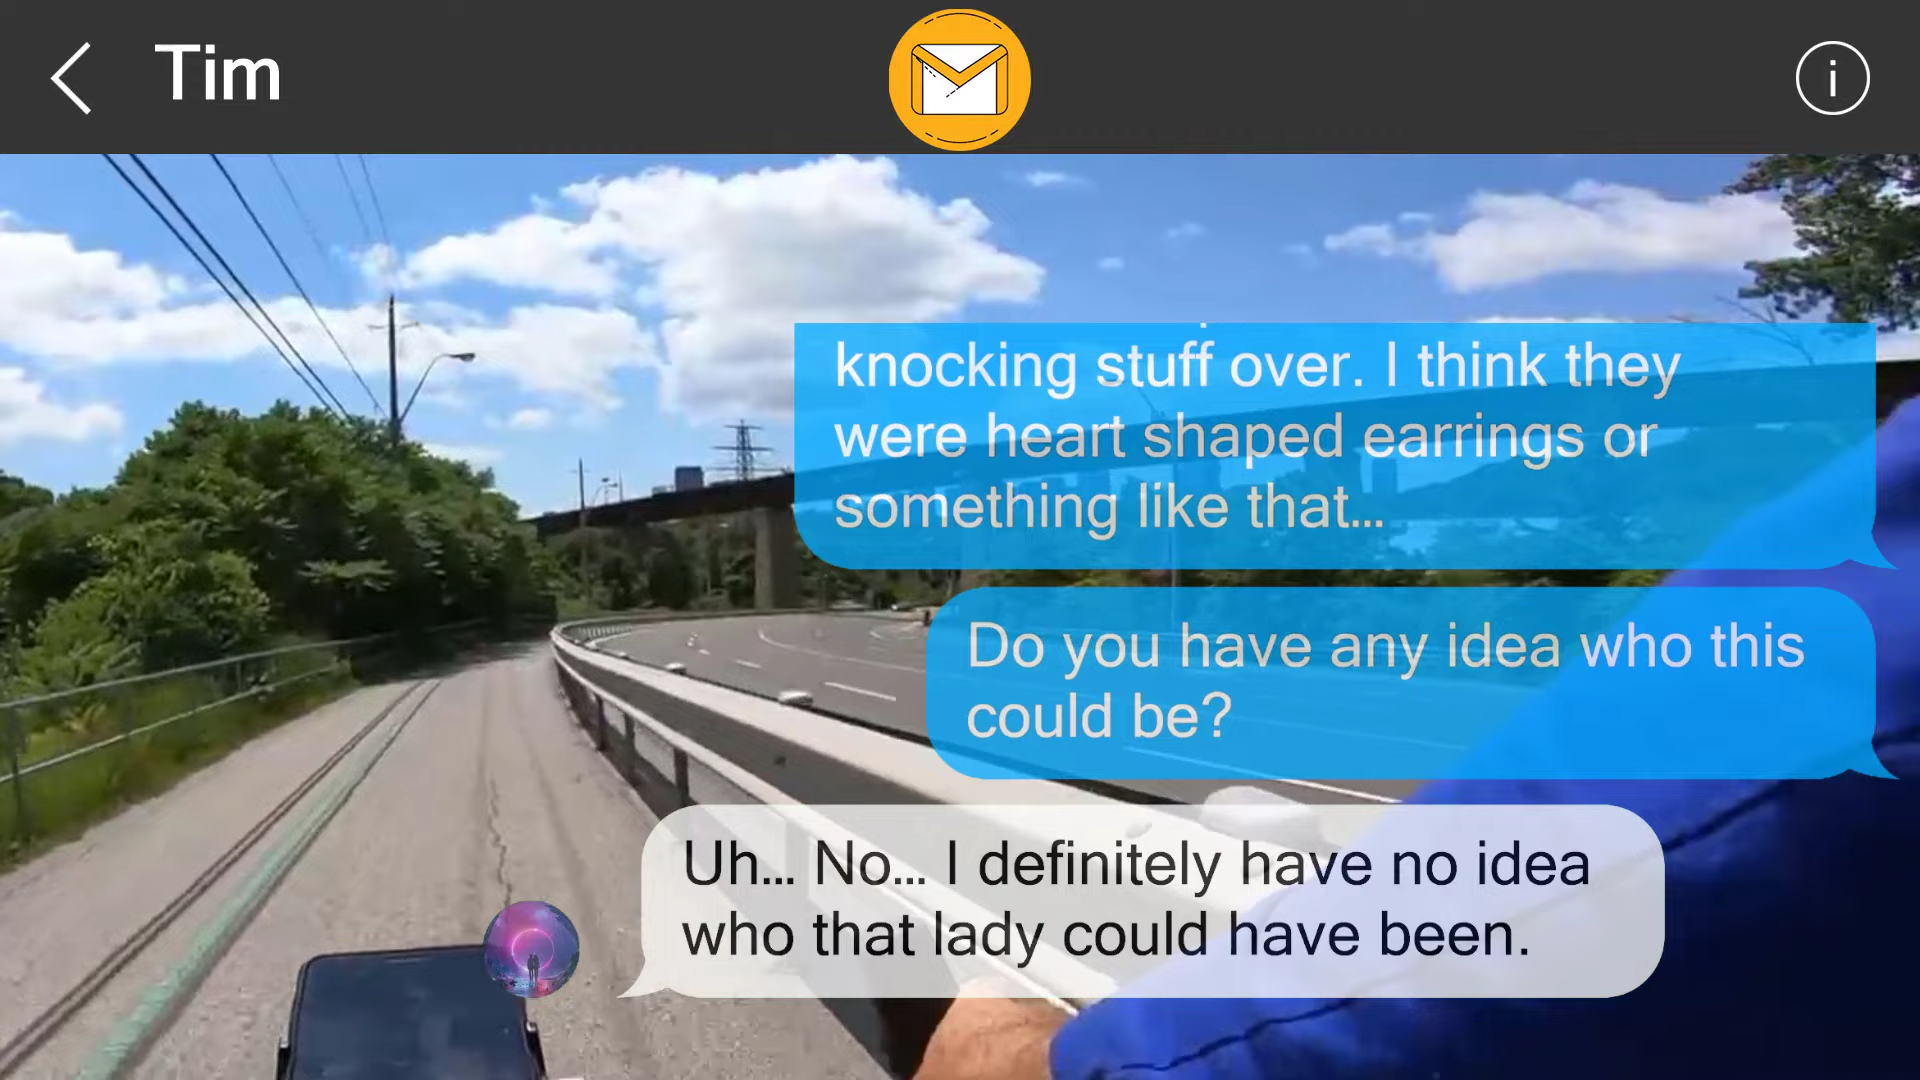 Tim
knocking stuff over. I think they
were heart shaped earrings or
something like that...
Do you have any idea who this
could be?
Uh... No... I definitely have no idea
who that lady could have been.